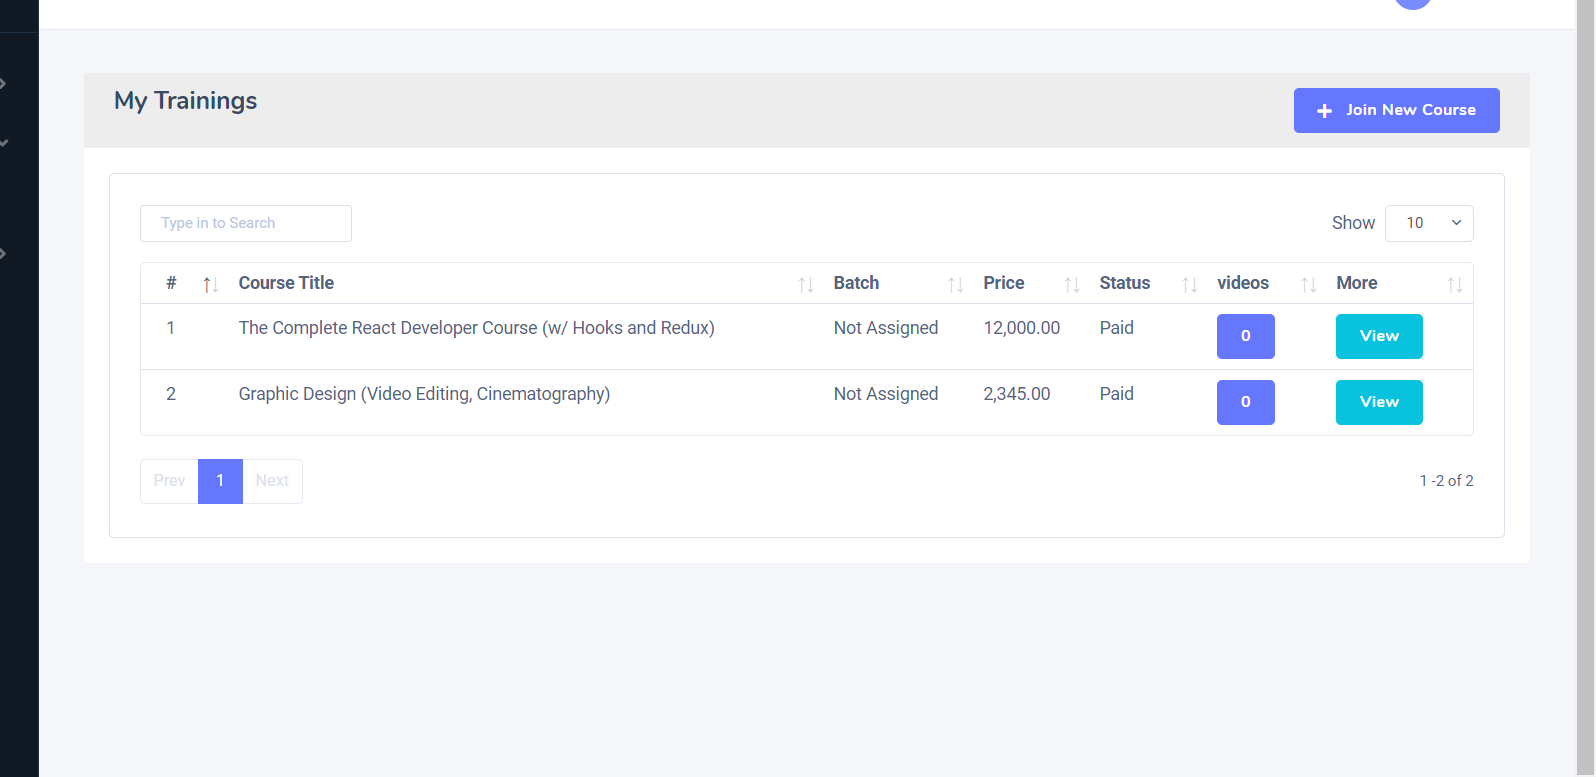 My Trainings
Join New Course
Type in to Search
Show 10
# Course Title Batch Price Status videos More
1 The Complete React Developer Course (w/ Hooks and Redux) Not Assigned 12,000.00 Paid 0 View
2 Graphic Design (Video Editing, Cinematography) Not Assigned 2,345.00 Paid 0 View
Prev 1 Next 1 -2 of 2